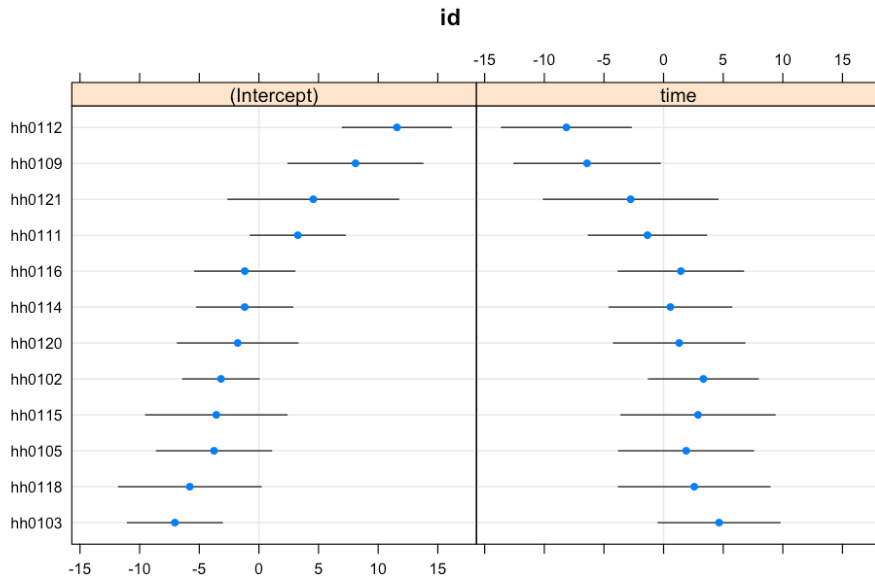 id
-15 -10 -5 0 5 10 15
(Intercept) time
hh0112
hh0109
hh0121
hh0111
hh0116
hh0114
hh0120
hh0102
hh0115
hh0105
hh0118
hh0103
-15 -10 -5 0 5 10 15